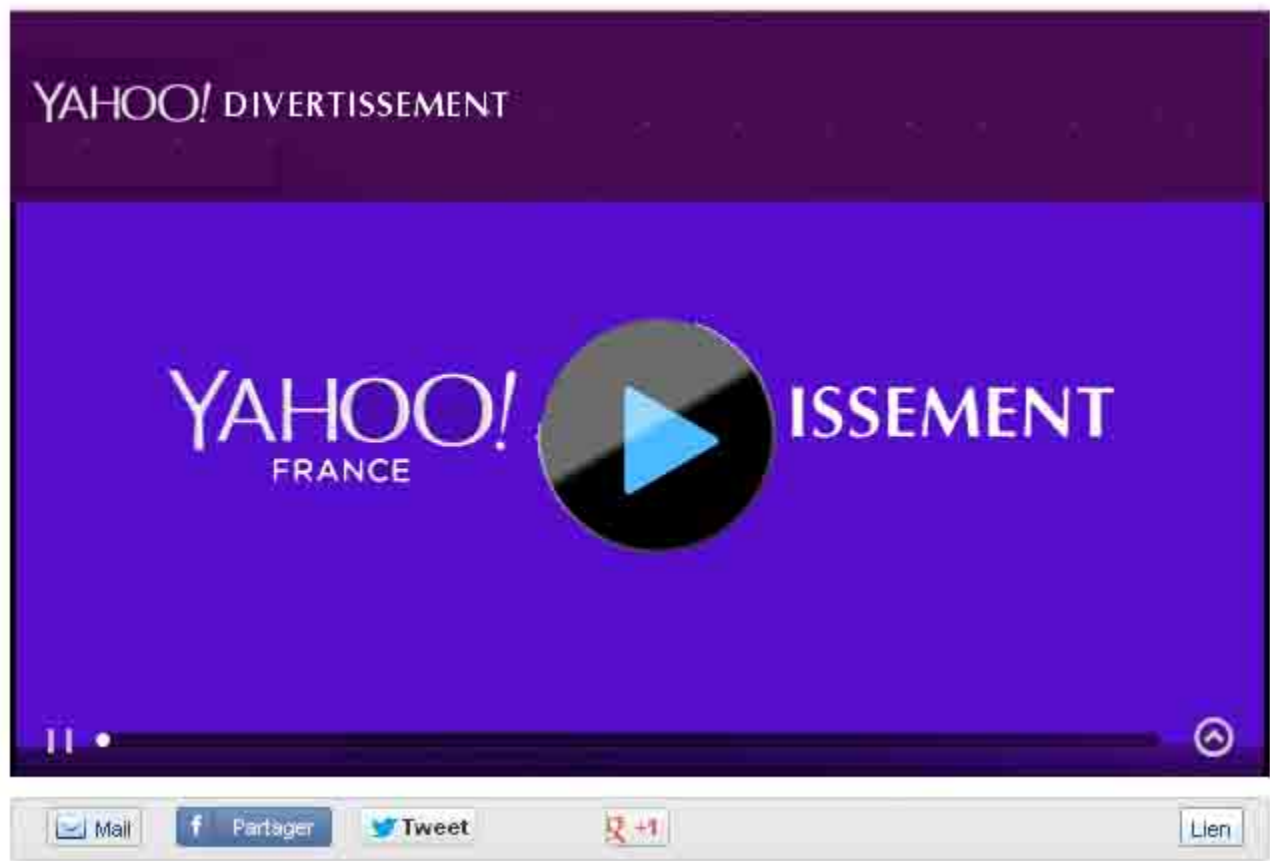 YAHOO! DIVERTISSEMENT
YAHOO! ISSEMENT
FRANCE
Mail f Partager Tweet g +1 Lien